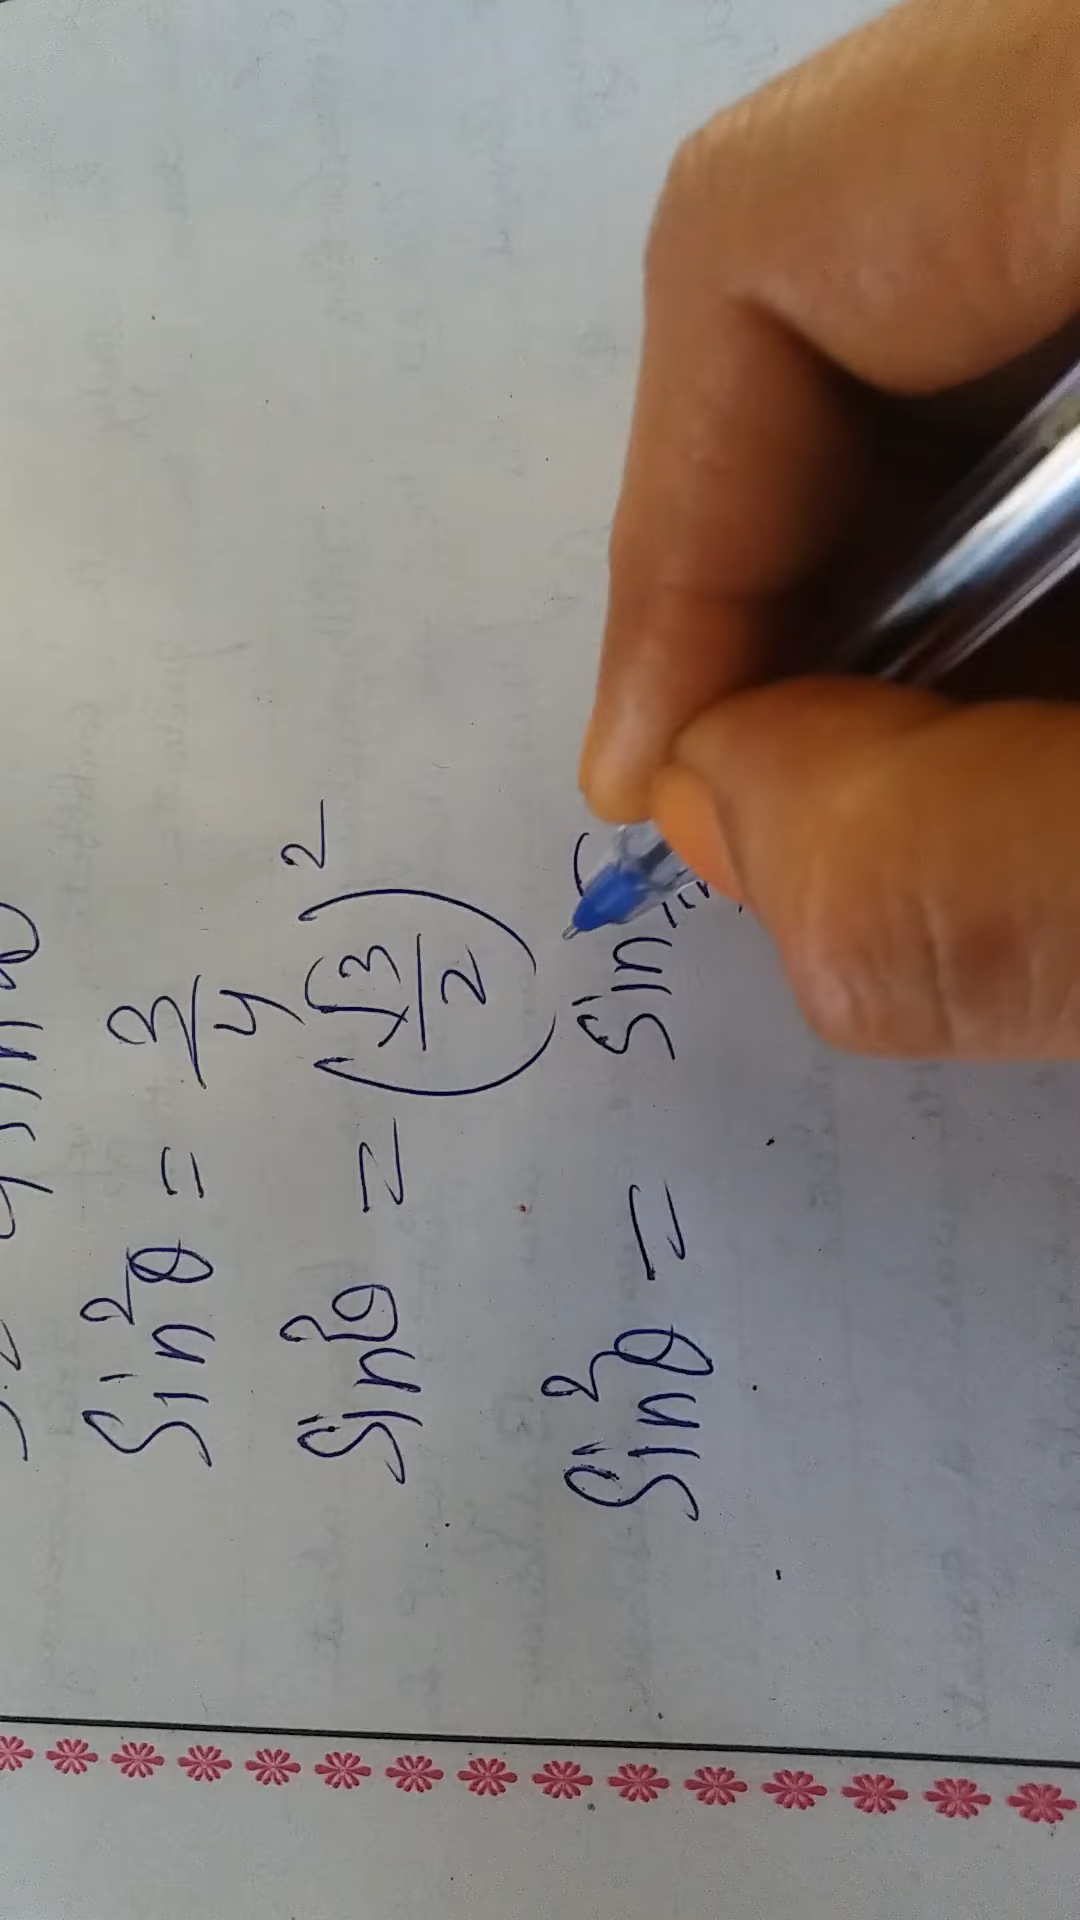 Sin²θ = 3/4
Sin²θ = (√3/2)²
Sin²θ = Sin